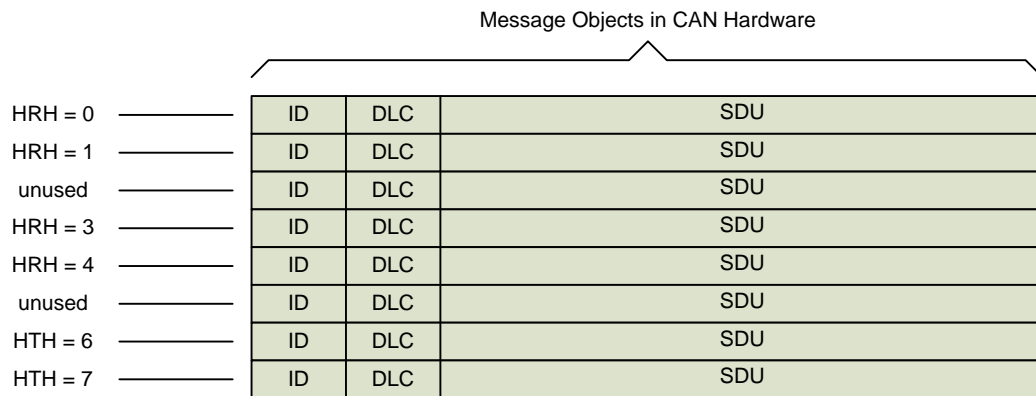 Message Objects in CAN Hardware
HRH = 0 ID DLC SDU
HRH = 1 ID DLC SDU
unused ID DLC SDU
HRH = 3 ID DLC SDU
HRH = 4 ID DLC SDU
unused ID DLC SDU
HTH = 6 ID DLC SDU
HTH = 7 ID DLC SDU